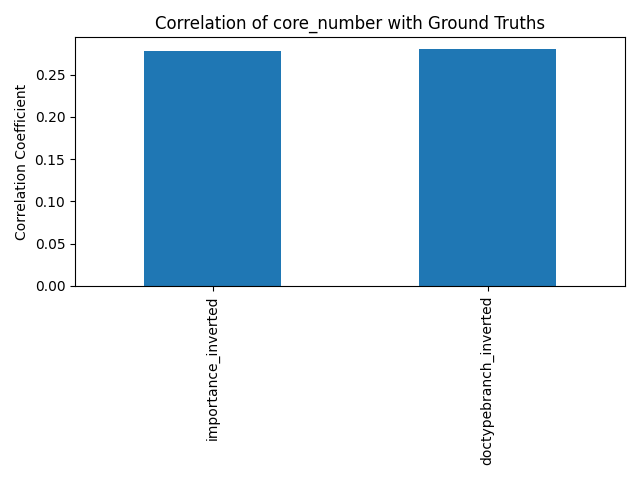 Correlation of core_number with Ground Truths
Correlation Coefficient
0.25
0.20
0.15
0.10
0.05
0.00
importance_inverted
doctypebranch_inverted